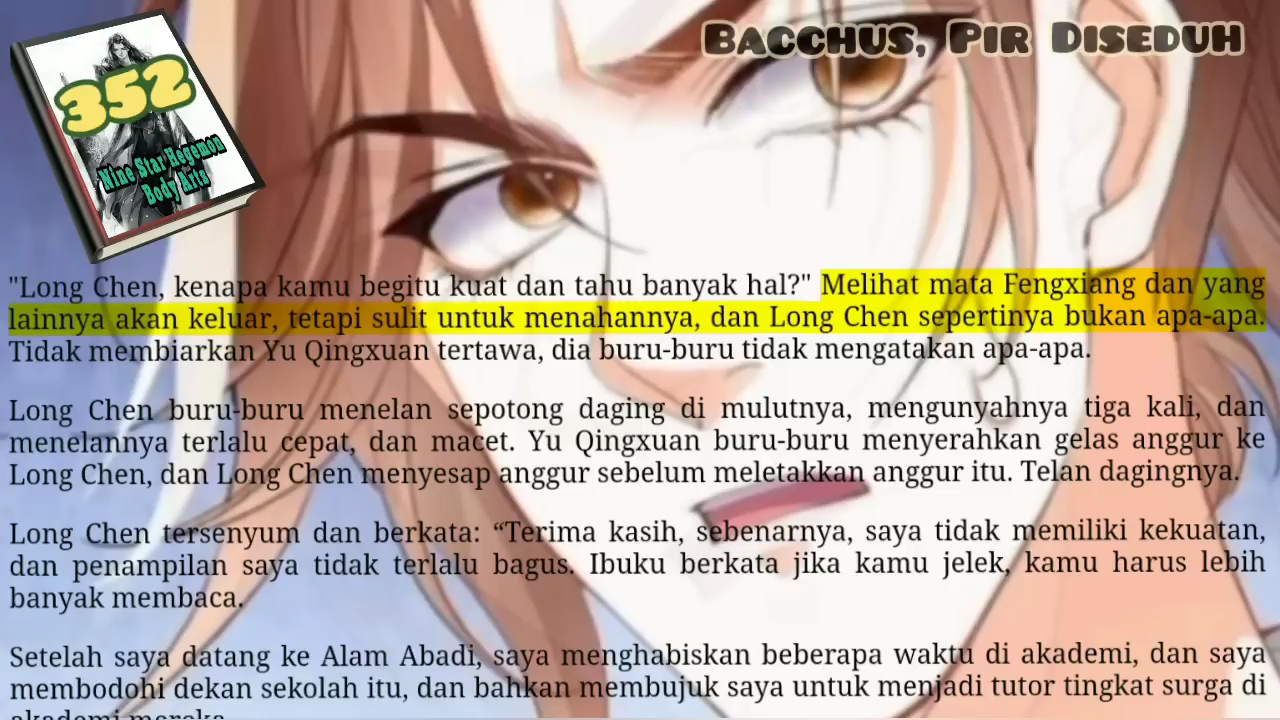 BACCHUS, PIR DISEDUH
352
Nine Star Hegemon
Body Arts
"Long Chen, kenapa kamu begitu kuat dan tahu banyak hal?" Melihat mata Fengxiang dan yang
lainnya akan keluar, tetapi sulit untuk menahannya, dan Long Chen sepertinya bukan apa-apa.
Tidak membiarkan Yu Qingxuan tertawa, dia buru-buru tidak mengatakan apa-apa.
Long Chen buru-buru menelan sepotong daging di mulutnya, mengunyahnya tiga kali, dan
menelannya terlalu cepat, dan macet. Yu Qingxuan buru-buru menyerahkan gelas anggur ke
Long Chen, dan Long Chen menyesap anggur sebelum meletakkan anggur itu. Telan dagingnya.
Long Chen tersenyum dan berkata: “Terima kasih, sebenarnya, saya tidak memiliki kekuatan,
dan penampilan saya tidak terlalu bagus. Ibuku berkata jika kamu jelek, kamu harus lebih
banyak membaca.
Setelah saya datang ke Alam Abadi, saya menghabiskan beberapa waktu di akademi, dan saya
membodohi dekan sekolah itu, dan bahkan membujuk saya untuk menjadi tutor tingkat surga di
akademi mereka.